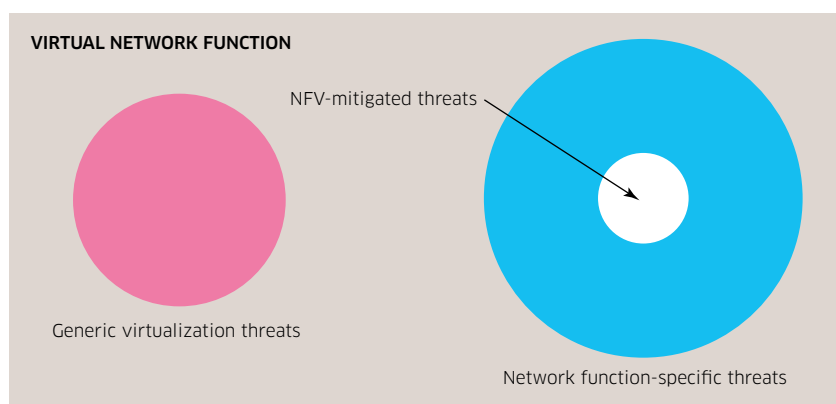 VIRTUAL NETWORK FUNCTION
NFV-mitigated threats
Generic virtualization threats
Network function-specific threats